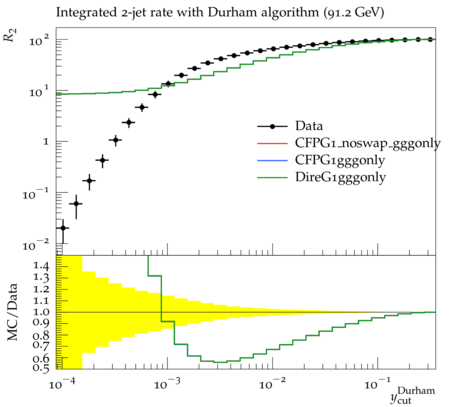 Integrated 2-jet rate with Durham algorithm (91.2 GeV)
R2
10^2
10^1
1
10^−1
10^−2
Data
CFPG1_noswap_gggonly
CFPG1gggonly
DireG1gggonly
MC/Data
1.4
1.3
1.2
1.1
1.0
0.9
0.8
0.7
0.6
0.5
10^−4
10^−3
10^−2
10^−1
y_cut^Durham